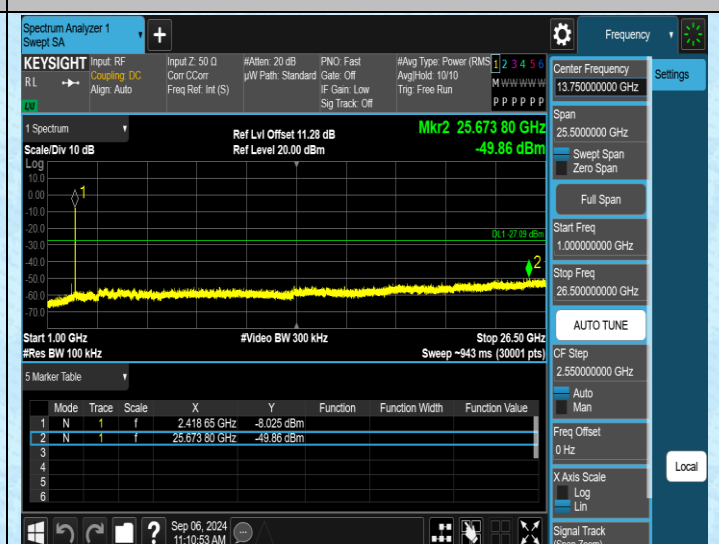 Spectrum Analyzer 1
Swept SA
+
Frequency
KEYSIGHT
Input: RF
Input Z: 50 Ω
#Atten: 20 dB
PNO: Fast
#Avg Type: Power (RMS
1 2 3 4 5 6
RL
Coupling: DC
Corr CCorr
µW Path: Standard
Gate: Off
Avg|Hold: 10/10
M W W W W W
Align: Auto
Freq Ref: Int (S)
IF Gain: Low
Trig: Free Run
P P P P P P
Sig Track: Off
LXI
1 Spectrum
Ref Lvl Offset 11.28 dB
Mkr2 25.673 80 GHz
Scale/Div 10 dB
Ref Level 20.00 dBm
-49.86 dBm
Log
10.0
0.00
-10.0
-20.0
-30.0
-40.0
-50.0
-60.0
-70.0
1
DL1 -27.09 dBm
2
Start 1.00 GHz
#Video BW 300 kHz
Stop 26.50 GHz
#Res BW 100 kHz
Sweep ~943 ms (30001 pts)
5 Marker Table
Mode Trace Scale X Y Function Function Width Function Value
1 N 1 f 2.418 65 GHz -8.025 dBm
2 N 1 f 25.673 80 GHz -49.86 dBm
3
4
5
6
?
Sep 06, 2024
11:10:53 AM
Center Frequency
13.750000000 GHz
Settings
Span
25.5000000 GHz
Swept Span
Zero Span
Full Span
Start Freq
1.000000000 GHz
Stop Freq
26.500000000 GHz
AUTO TUNE
CF Step
2.550000000 GHz
Auto
Man
Freq Offset
0 Hz
X Axis Scale
Log
Lin
Local
Signal Track
(Span Zoom)